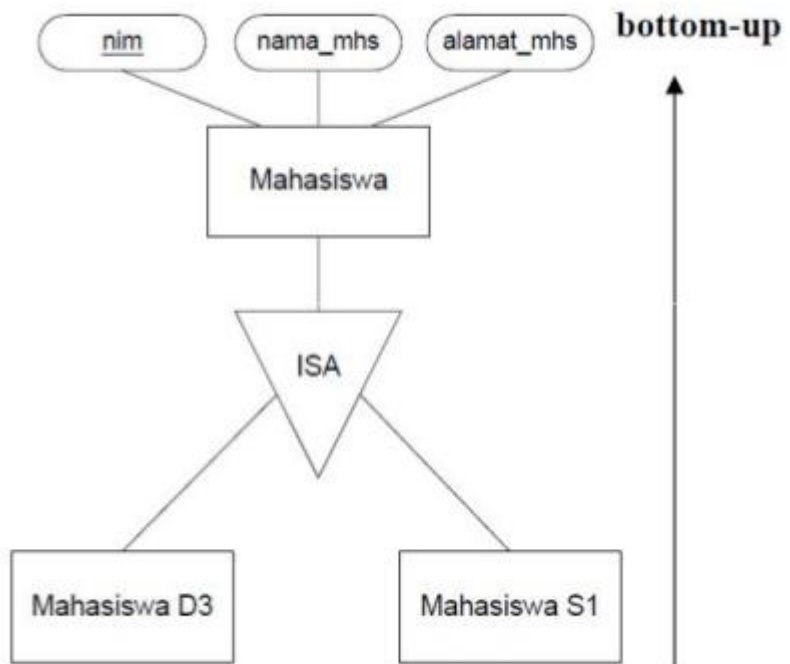 nim
nama_mhs
alamat_mhs
bottom-up
Mahasiswa
ISA
Mahasiswa D3
Mahasiswa S1